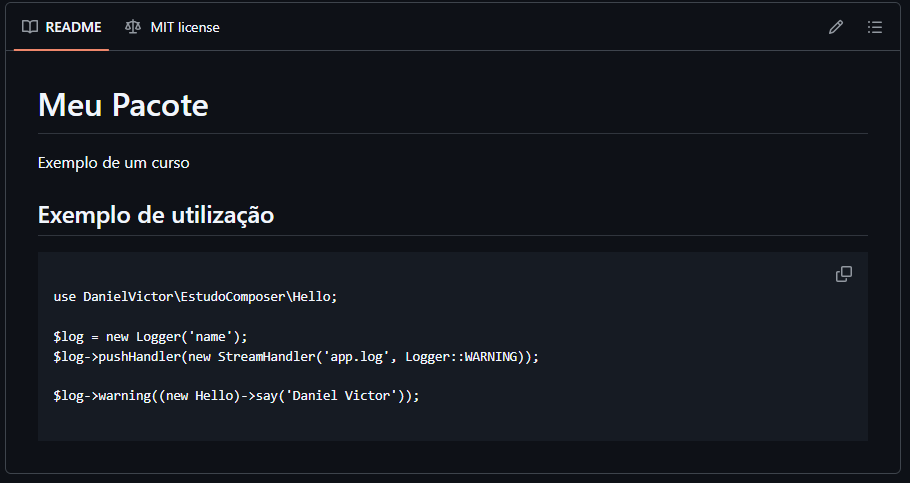 README
MIT license
Meu Pacote
Exemplo de um curso
Exemplo de utilização
use DanielVictor\EstudoComposer\Hello;
$log = new Logger('name');
$log->pushHandler(new StreamHandler('app.log', Logger::WARNING));
$log->warning((new Hello)->say('Daniel Victor'));